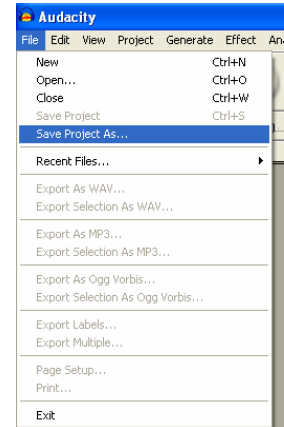 Audacity
File Edit View Project Generate Effect
New Ctrl+N
Open... Ctrl+O
Close Ctrl+W
Save Project Ctrl+S
Save Project As...
Recent Files...
Export As WAV...
Export Selection As WAV...
Export As MP3...
Export Selection As MP3...
Export As Ogg Vorbis...
Export Selection As Ogg Vorbis...
Export Labels...
Export Multiple...
Page Setup...
Print...
Exit